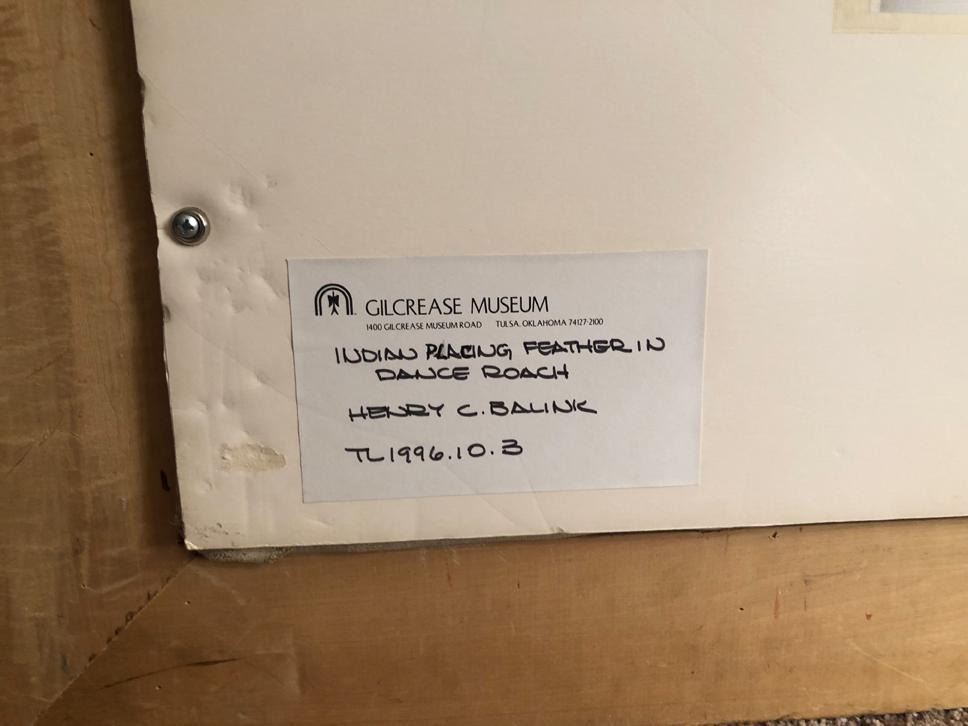 GILCREASE MUSEUM
1400 GILCREASE MUSEUM ROAD TULSA, OKLAHOMA 74127-2100
INDIAN PLACING FEATHER IN
DANCE ROACH
HENRY C. BALINK
TL1996.10.3